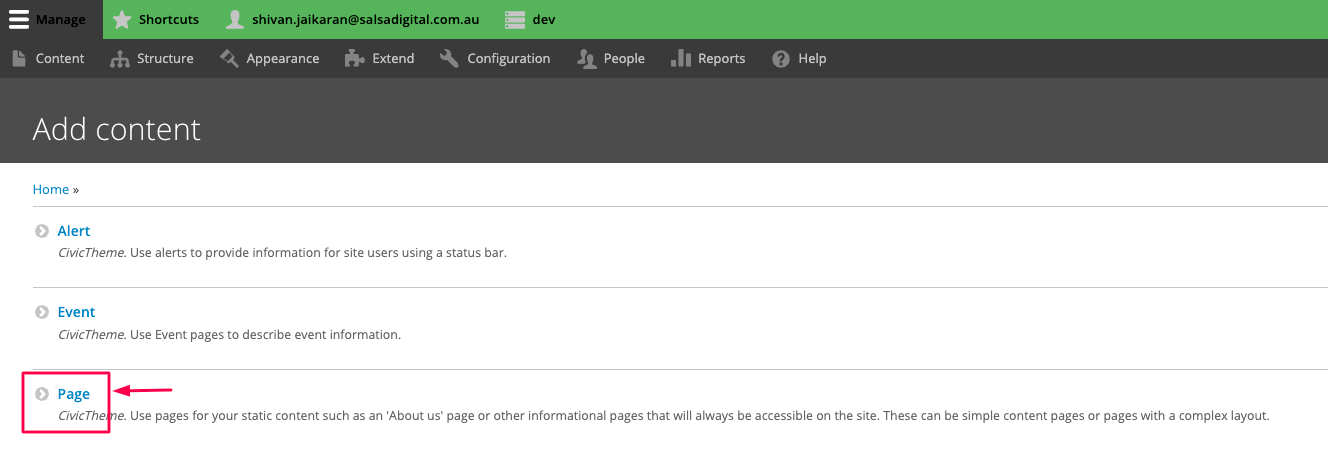 Manage Shortcuts shivan.jaikaran@salsadigital.com.au dev
Content Structure Appearance Extend Configuration People Reports Help
Add content
Home »
Alert
CivicTheme. Use alerts to provide information for site users using a status bar.
Event
CivicTheme. Use Event pages to describe event information.
Page
CivicTheme. Use pages for your static content such as an 'About us' page or other informational pages that will always be accessible on the site. These can be simple content pages or pages with a complex layout.